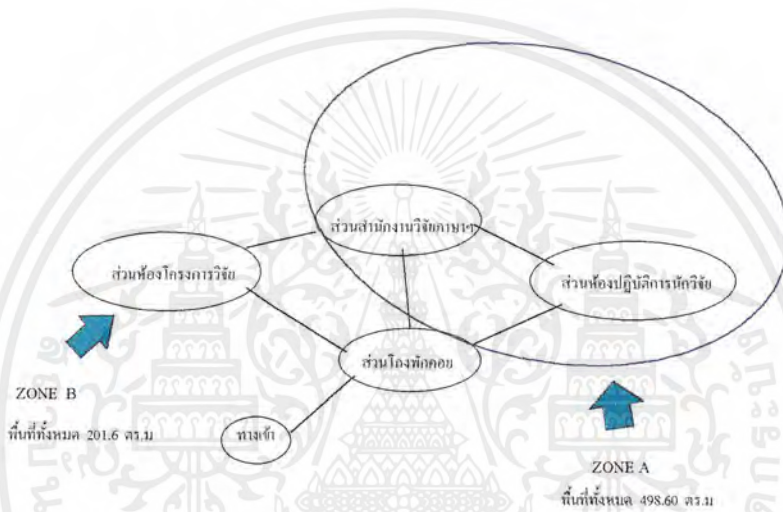 ส่วนสำนักงานวิจัยภาษาฯ
ส่วนห้องโครงการวิจัย
ส่วนห้องปฏิบัติการนักวิจัย
ส่วนโถงพักคอย
ZONE B
พื้นที่ทั้งหมด 201.6 ตร.ม
ทางเข้า
ZONE A
พื้นที่ทั้งหมด 498.60 ตร.ม